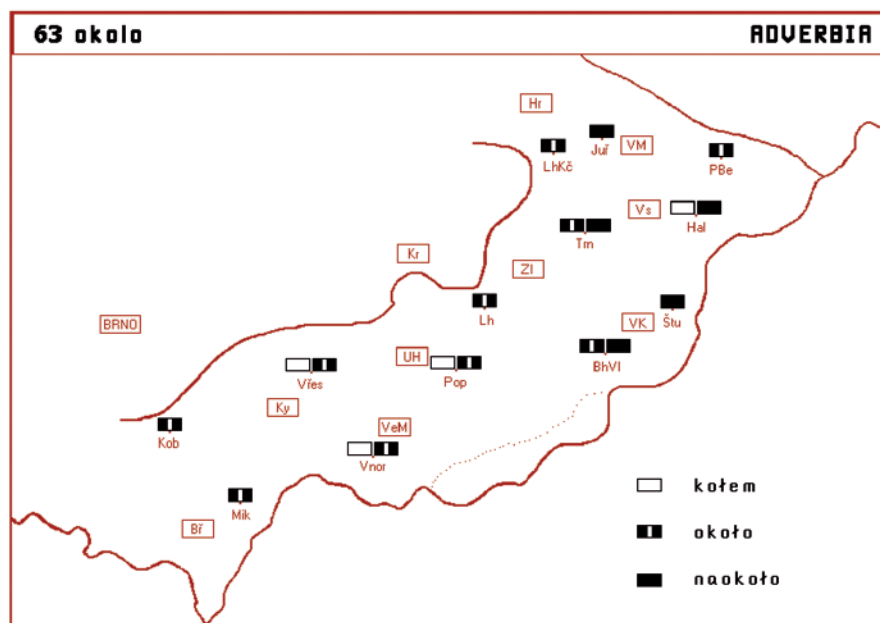 63 okolo
ADVERBIA
Hr
Juř
VM
LhKč
PBe
Vs
Hal
Trn
Kr
Zl
Lh
Štu
BRNO
VK
BhVl
UH
Vřes
Pop
Ky
VeM
Kob
Vnor
Mik
Bř
kołem
około
naokoło